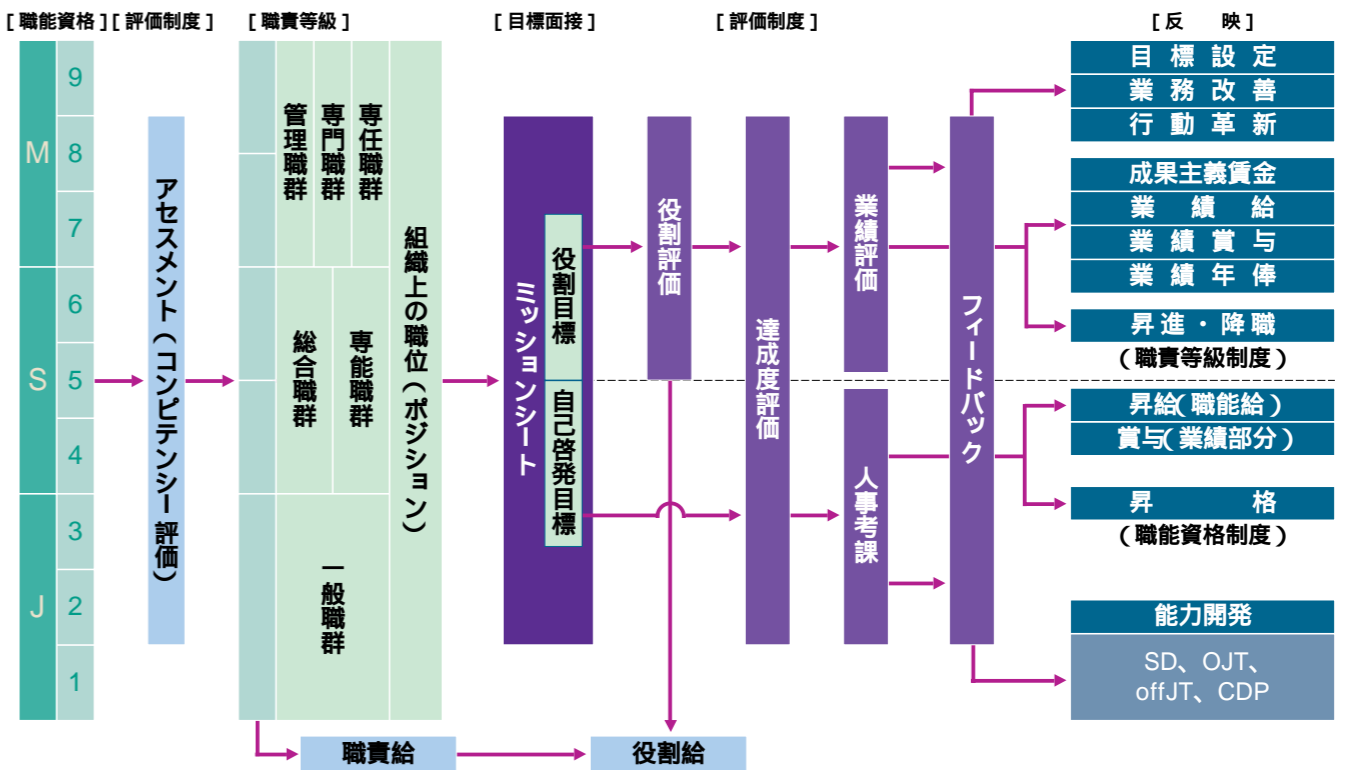 [職能資格]
[評価制度]
[職責等級]
[目標面接]
[評価制度]
[反　映]
M
S
J
9
8
7
6
5
4
3
2
1
アセスメント(コンピテンシー評価)
管理職群
専門職群
専任職群
総合職群
専能職群
一般職群
組織上の職位(ポジション)
ミッションシート
役割目標
自己啓発目標
役割評価
達成度評価
業績評価
人事考課
フィードバック
目標設定
業務改善
行動革新
成果主義賃金
業績給
業績賞与
業績年俸
昇進・降職
(職責等級制度)
昇給(職能給)
賞与(業績部分)
昇格
(職能資格制度)
能力開発
SD、OJT、
offJT、CDP
職責給
役割給